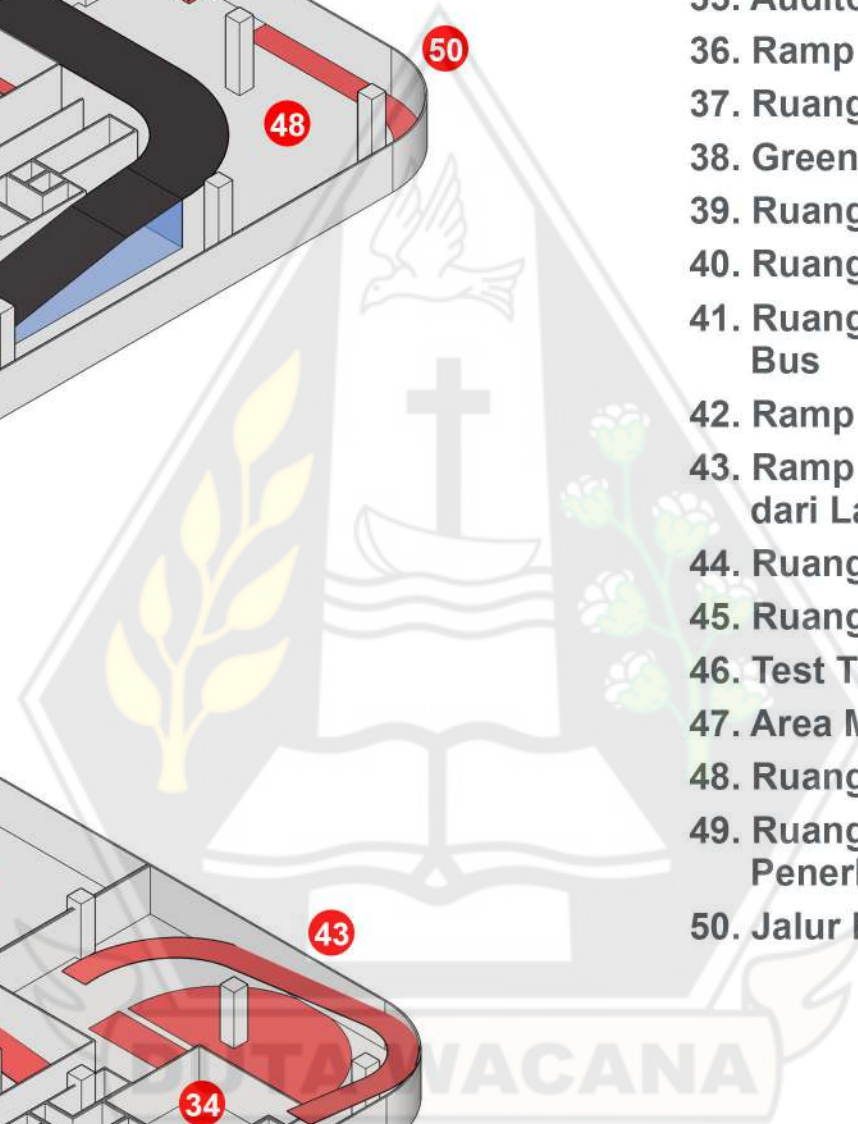 50
48
43
34
36. Ramp
37. Ruang
38. Green
39. Ruang
40. Ruang
41. Ruang
Bus
42. Ramp
43. Ramp
dari
44. Ruang
45. Ruang
46. Test
47. Area
48. Ruang
49. Ruang
50. Jalur
DUTA WACANA